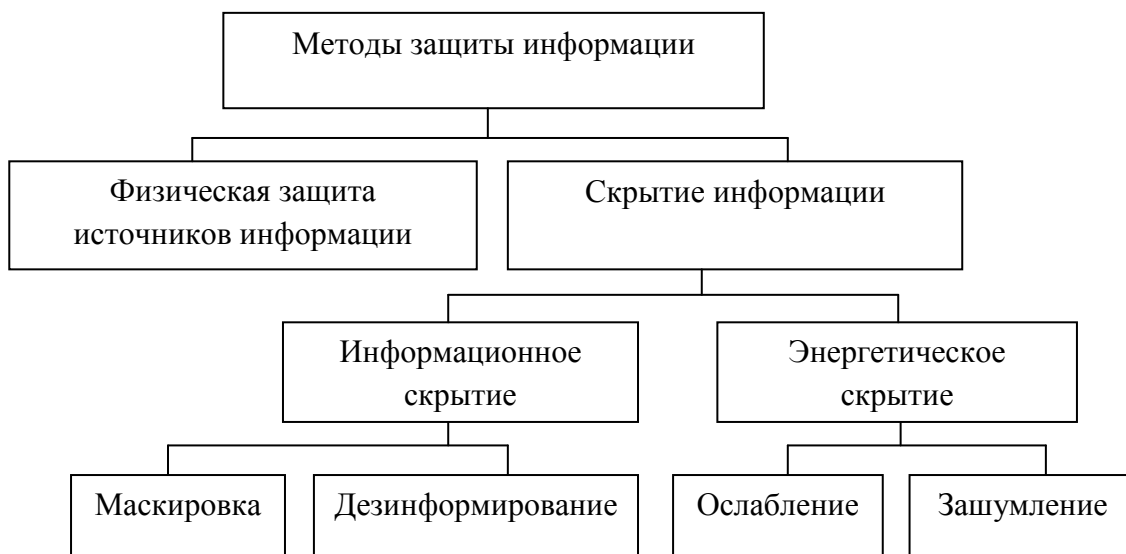 Методы защиты информации
Физическая защита
источников информации
Скрытие информации
Информационное
скрытие
Энергетическое
скрытие
Маскировка
Дезинформирование
Ослабление
Зашумление